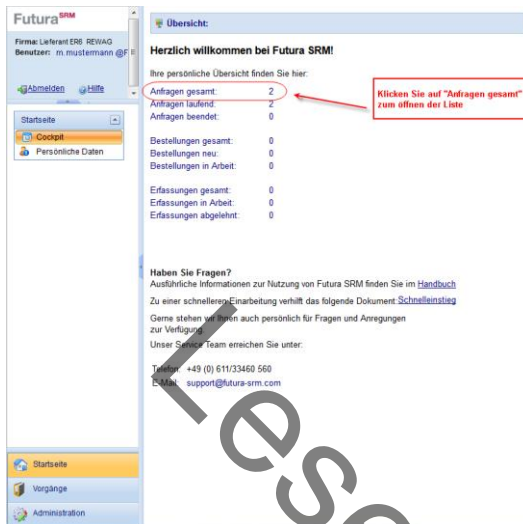 Futura SRM
Firma: Lieferant ER6 REWAG
Benutzer: m.mustermann @F
Abmelden Hilfe
Startseite
Cockpit
Persönliche Daten
Startseite
Vorgänge
Administration
Übersicht:
Herzlich willkommen bei Futura SRM!
Ihre persönliche Übersicht finden Sie hier:
Anfragen gesamt: 2
Anfragen laufend: 2
Anfragen beendet: 0
Bestellungen gesamt: 0
Bestellungen neu: 0
Bestellungen in Arbeit: 0
Erfassungen gesamt: 0
Erfassungen in Arbeit: 0
Erfassungen abgelehnt: 0
Klicken Sie auf "Anfragen gesamt"
zum öffnen der Liste
Haben Sie Fragen?
Ausführliche Informationen zur Nutzung von Futura SRM finden Sie im Handbuch
Zu einer schnelleren Einarbeitung verhilft das folgende Dokument Schnelleinstieg
Gerne stehen wir Ihnen auch persönlich für Fragen und Anregungen
zur Verfügung.
Unser Service Team erreichen Sie unter:
Telefon: +49 (0) 611/33460 560
E-Mail: support@futura-srm.com